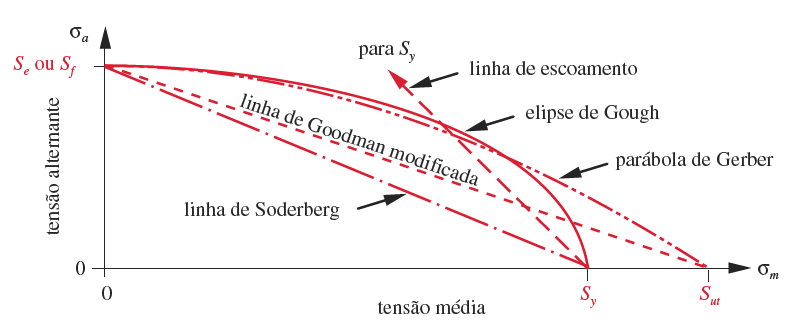 σa
para Sy
Se ou Sf
linha de escoamento
elipse de Gough
linha de Goodman modificada
parábola de Gerber
tensão alternante
linha de Soderberg
0
σm
0
Sy
Sut
tensão média